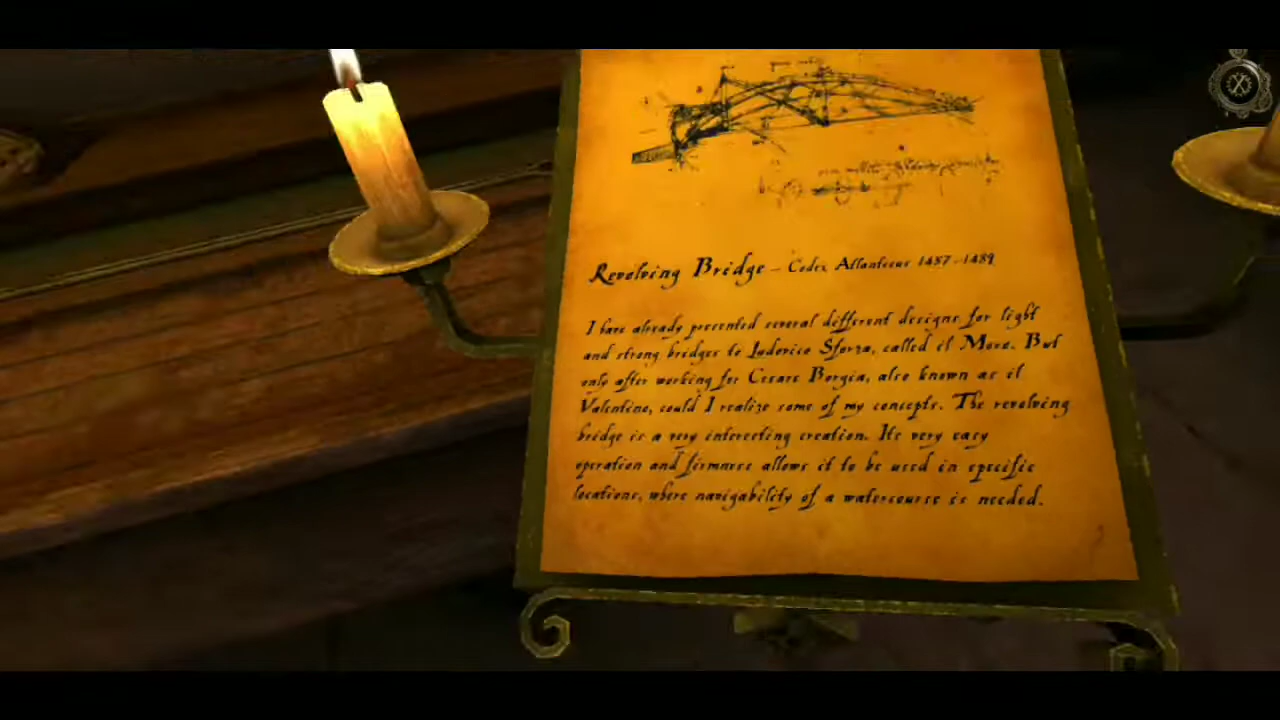 Revolving Bridge - Codex Atlanticus 1487-1489
I have already presented several different designs for light
and strong bridges to Ludovico Sforza, called il Moro. But
only after working for Cesare Borgia, also known as il
Valentino, could I realize some of my concepts. The revolving
bridge is a very interesting creation. Its very easy
operation and firmness allows it to be used in specific
locations, where navigability of a watercourse is needed.